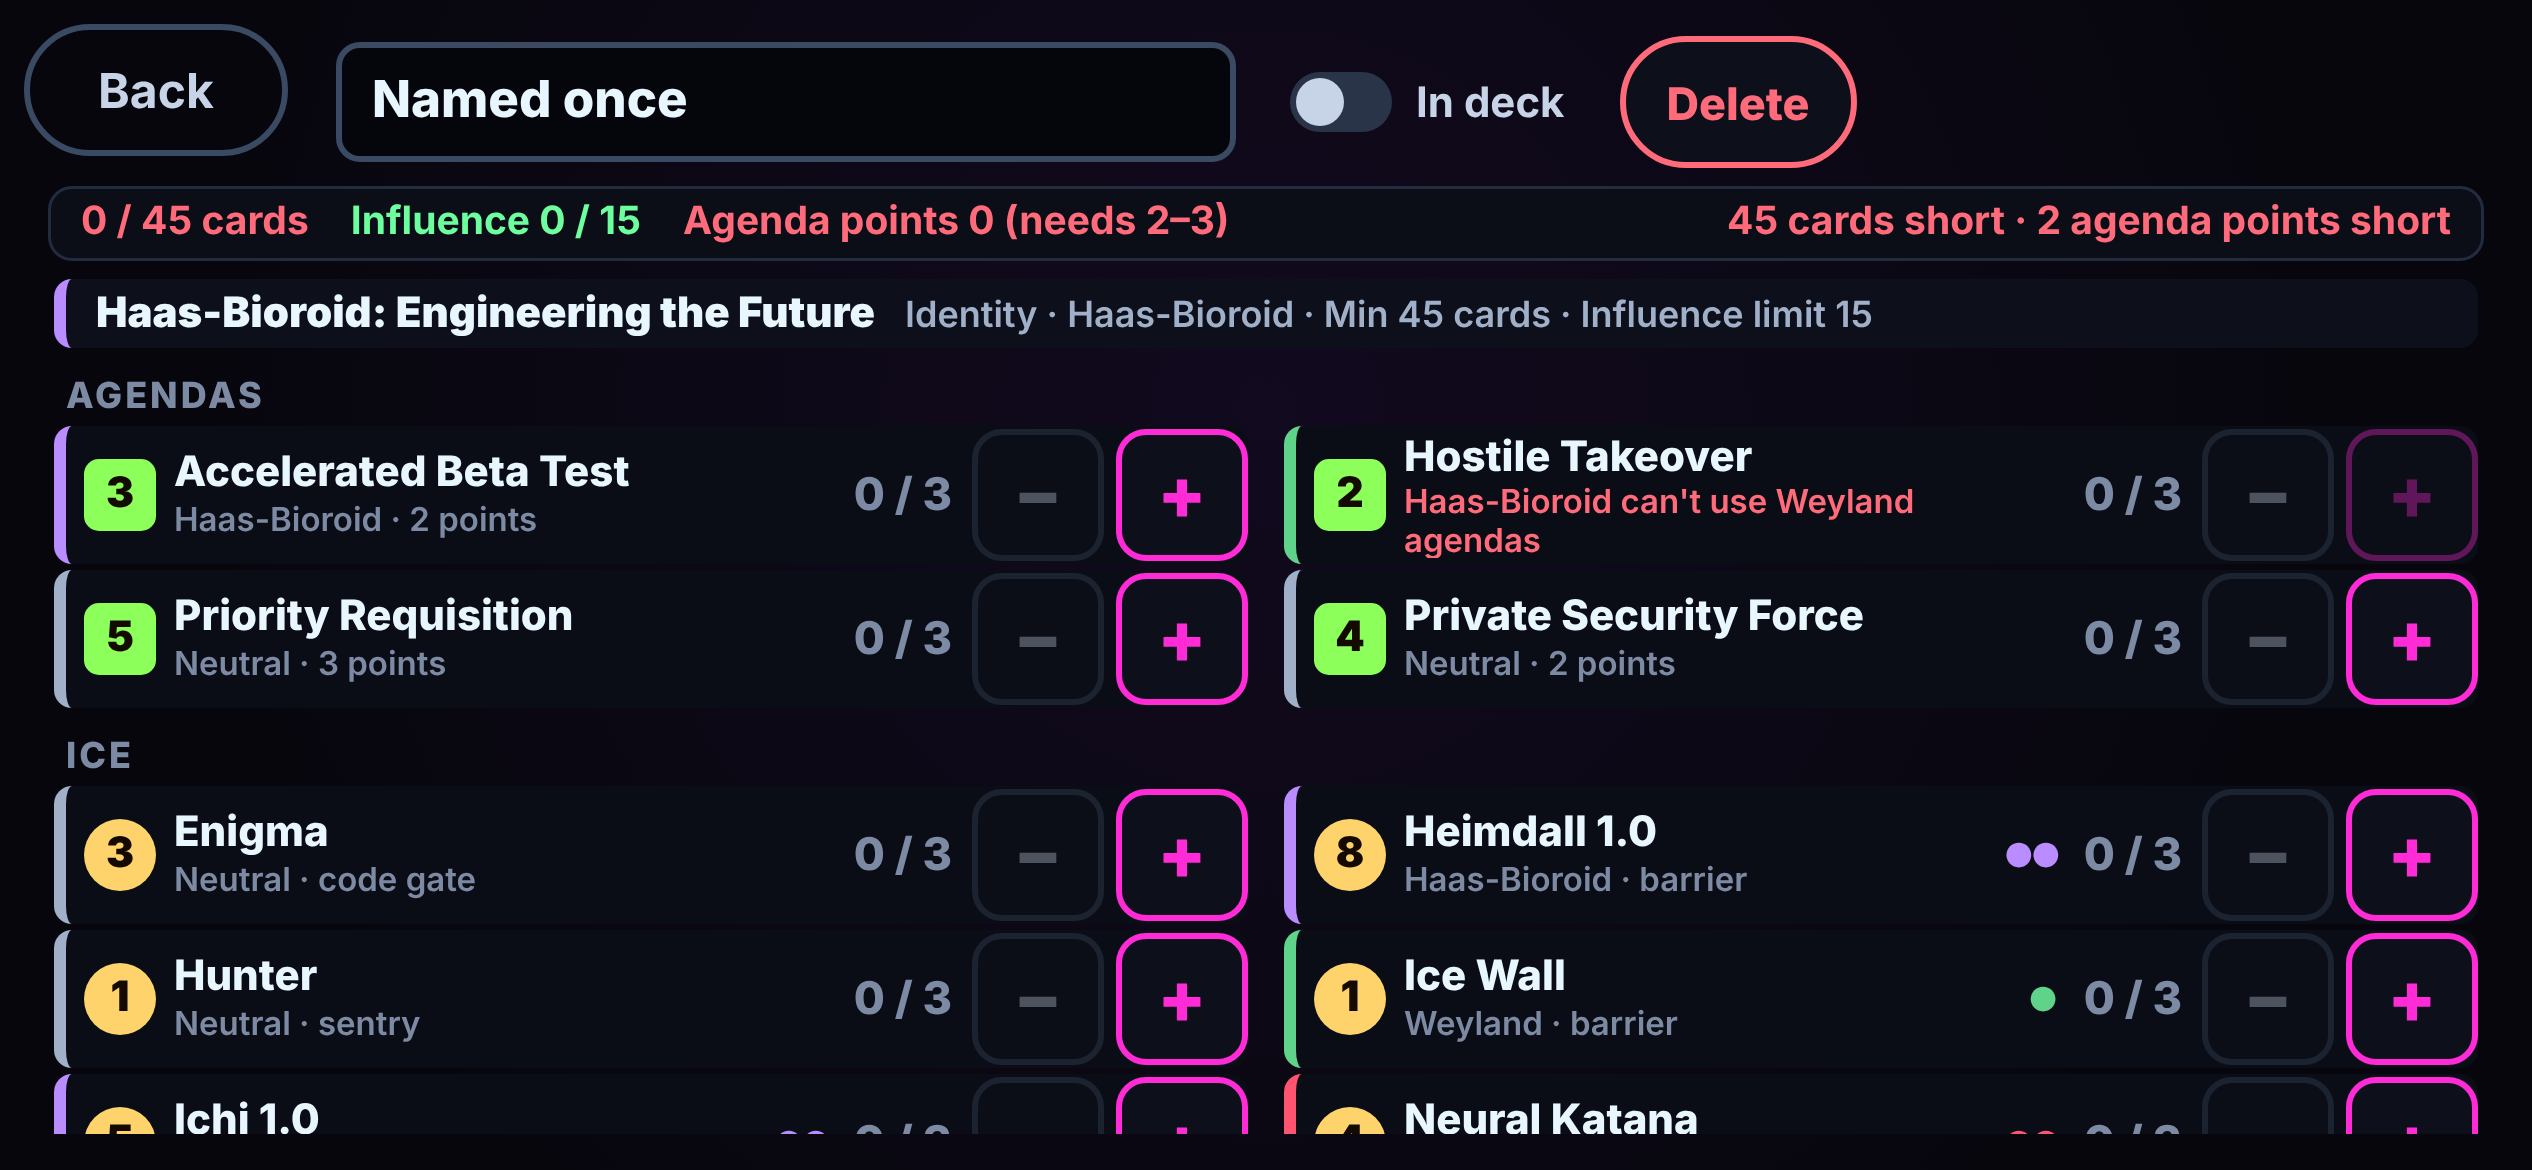 Back
Named once
In deck
Delete
0 / 45 cards Influence 0 / 15 Agenda points 0 (needs 2–3) 45 cards short · 2 agenda points short
Haas-Bioroid: Engineering the Future Identity · Haas-Bioroid · Min 45 cards · Influence limit 15
AGENDAS
3 Accelerated Beta Test 0 / 3 − +
Haas-Bioroid · 2 points
2 Hostile Takeover 0 / 3 − +
Haas-Bioroid can't use Weyland
agendas
5 Priority Requisition 0 / 3 − +
Neutral · 3 points
4 Private Security Force 0 / 3 − +
Neutral · 2 points
ICE
3 Enigma 0 / 3 − +
Neutral · code gate
8 Heimdall 1.0 0 / 3 − +
Haas-Bioroid · barrier
1 Hunter 0 / 3 − +
Neutral · sentry
1 Ice Wall 0 / 3 − +
Weyland · barrier
Ichi 1.0
Neural Katana